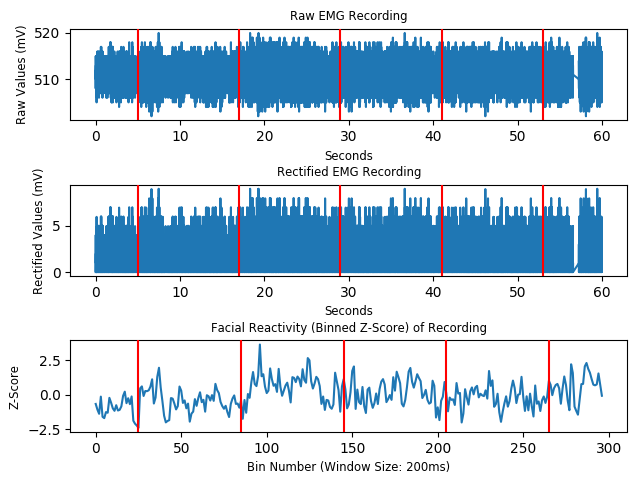 Raw EMG Recording
Raw Values (mV)
520
510
0 10 20 30 40 50 60
Seconds
Rectified EMG Recording
Rectified Values (mV)
5
0
0 10 20 30 40 50 60
Seconds
Facial Reactivity (Binned Z-Score) of Recording
Z-Score
2.5
0.0
−2.5
0 50 100 150 200 250 300
Bin Number (Window Size: 200ms)